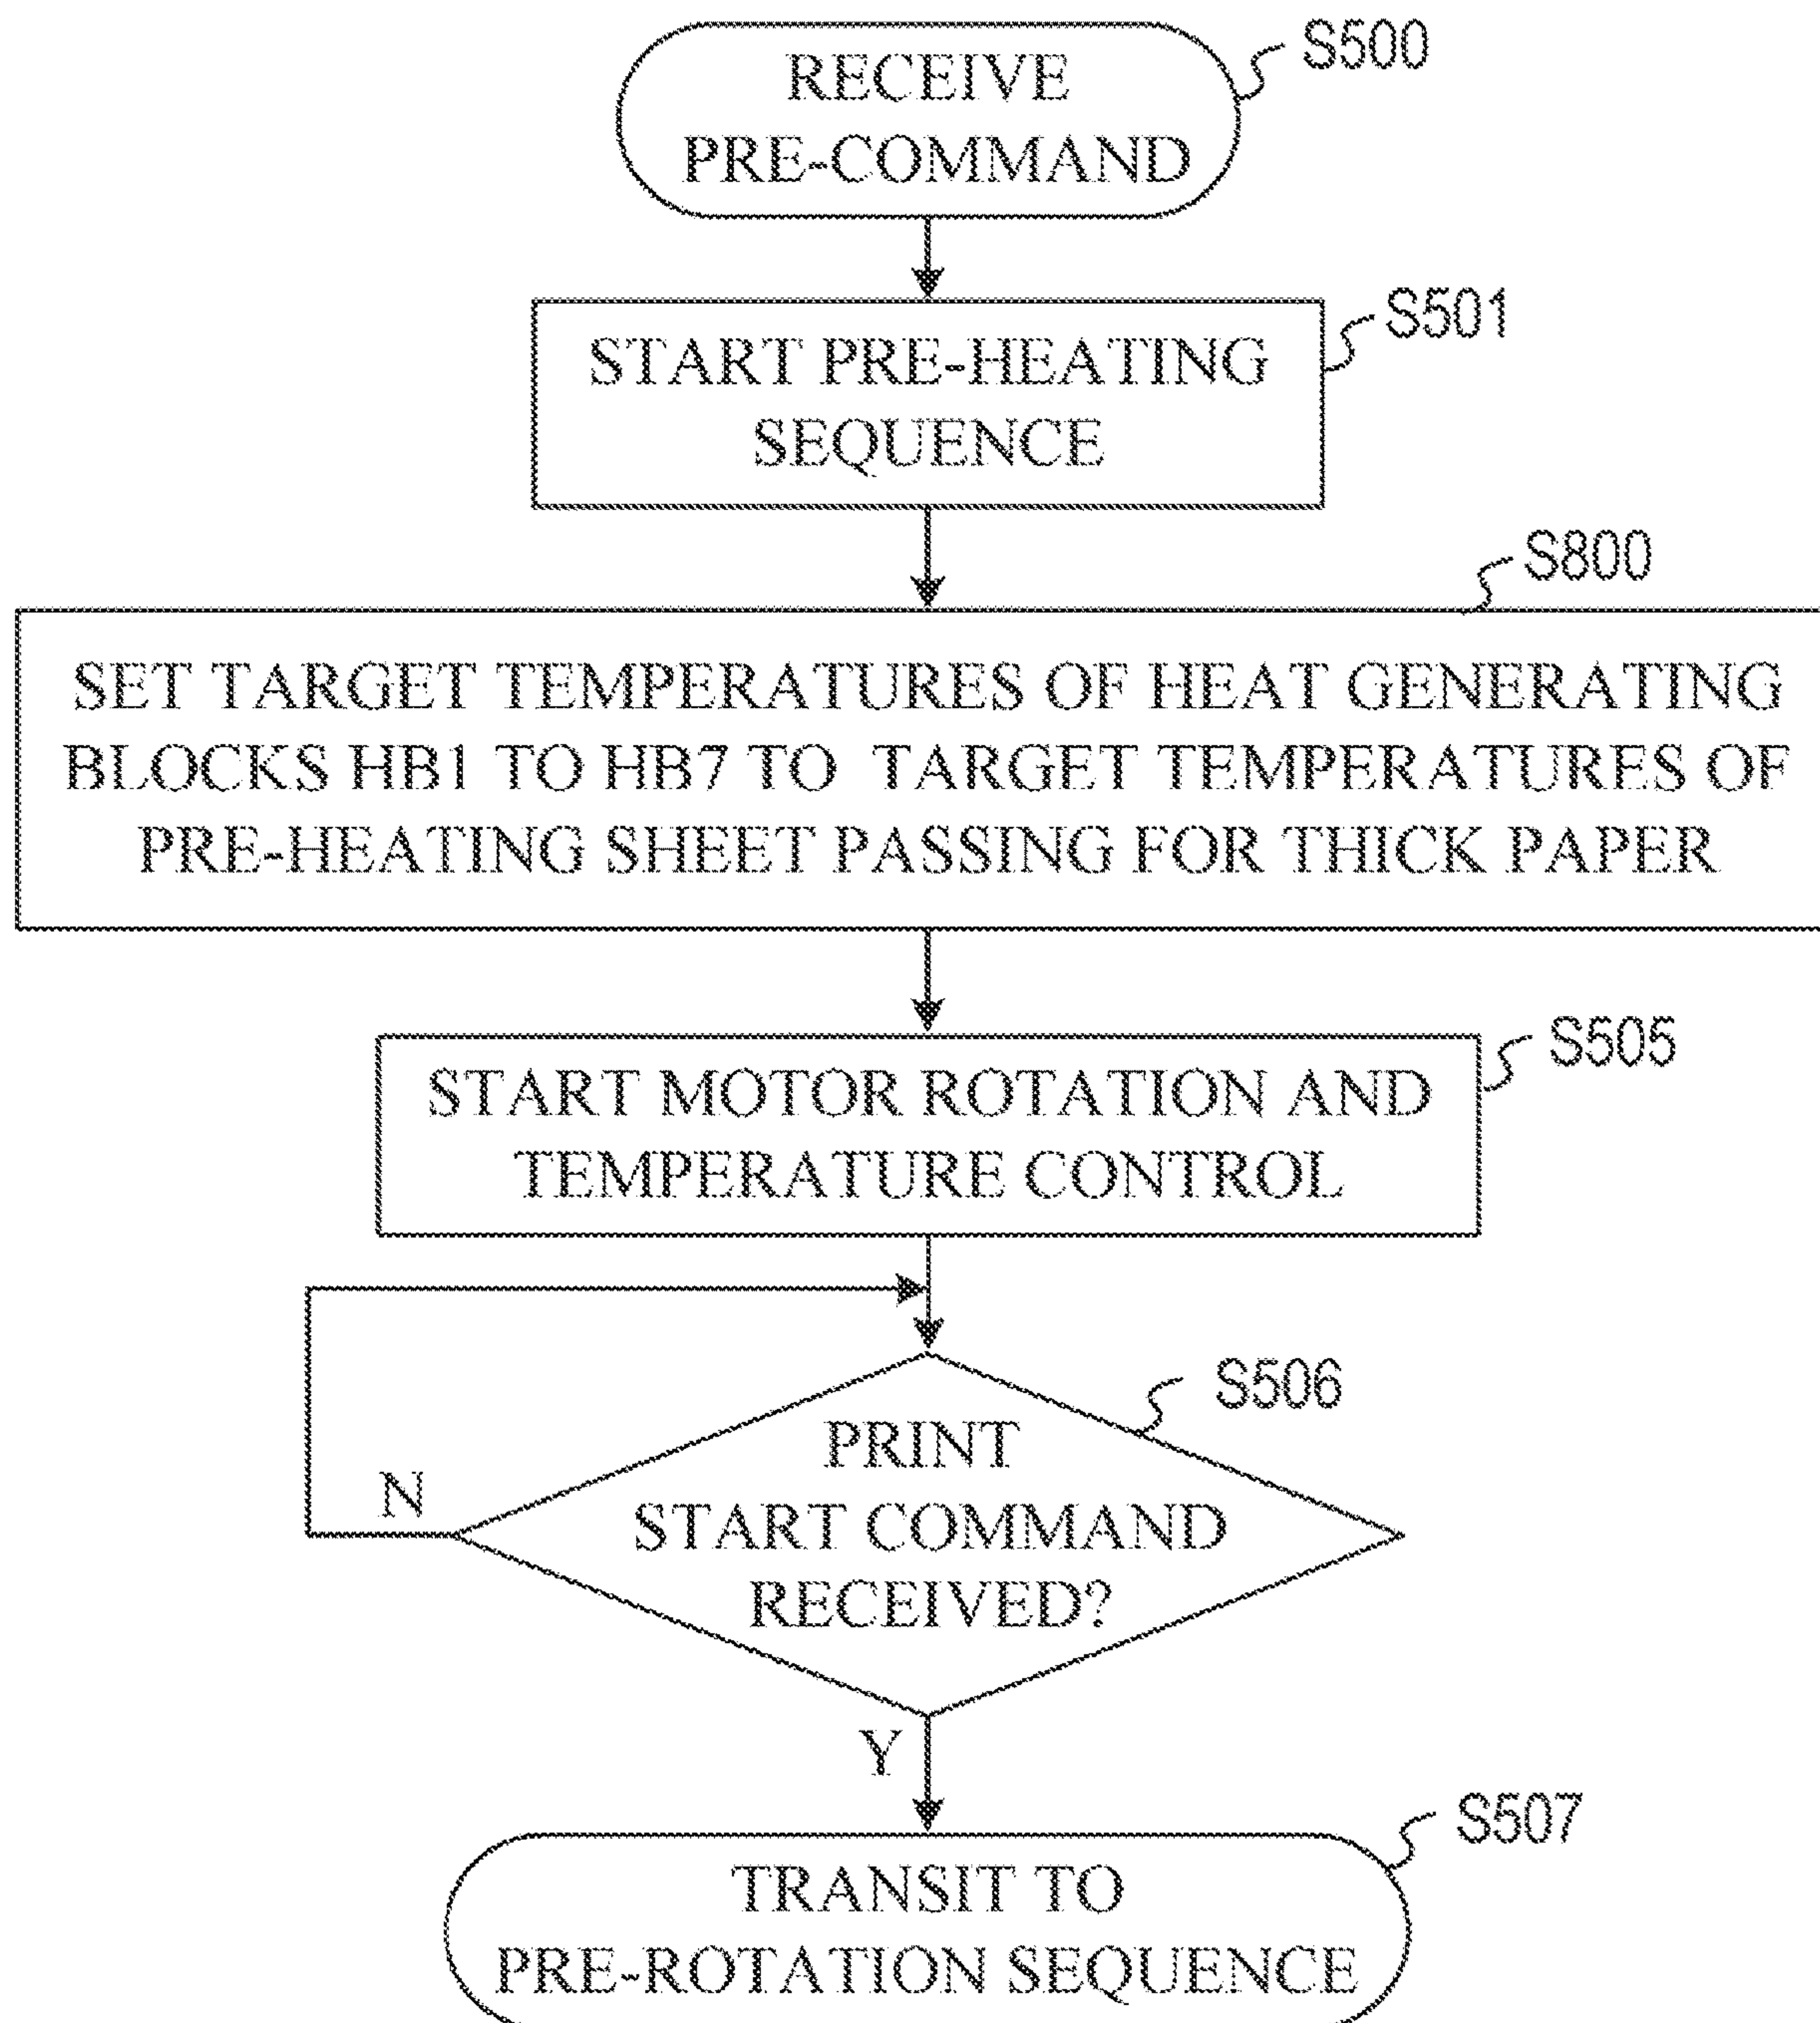 S500
RECEIVE
PRE-COMMAND
S501
START PRE-HEATING
SEQUENCE
S800
SET TARGET TEMPERATURES OF HEAT GENERATING
BLOCKS HB1 TO HB7 TO TARGET TEMPERATURES OF
PRE-HEATING SHEET PASSING FOR THICK PAPER
S505
START MOTOR ROTATION AND
TEMPERATURE CONTROL
S506
PRINT
START COMMAND
RECEIVED?
N
Y
S507
TRANSIT TO
PRE-ROTATION SEQUENCE